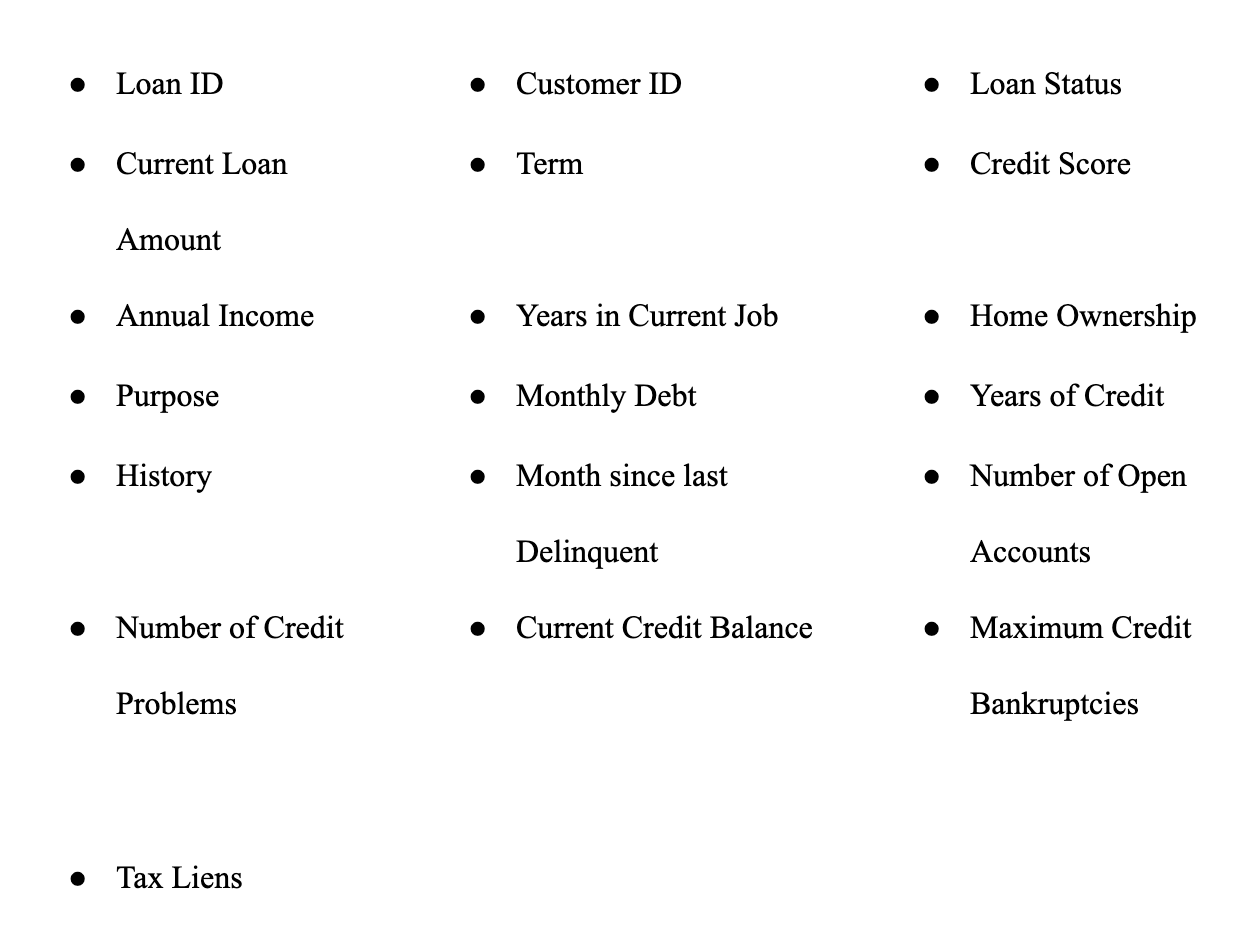 ● Loan ID ● Customer ID ● Loan Status
● Current Loan ● Term ● Credit Score
Amount
● Annual Income ● Years in Current Job ● Home Ownership
● Purpose ● Monthly Debt ● Years of Credit
● History ● Month since last ● Number of Open
Delinquent Accounts
● Number of Credit ● Current Credit Balance ● Maximum Credit
Problems Bankruptcies
● Tax Liens